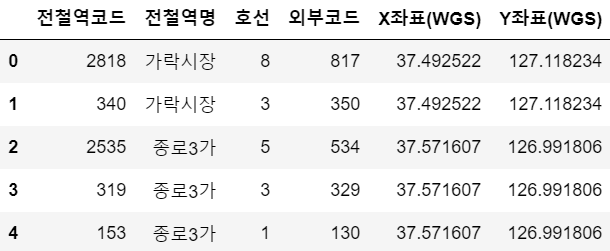 전철역코드 전철역명 호선 외부코드 X좌표(WGS) Y좌표(WGS)
0 2818 가락시장 8 817 37.492522 127.118234
1 340 가락시장 3 350 37.492522 127.118234
2 2535 종로3가 5 534 37.571607 126.991806
3 319 종로3가 3 329 37.571607 126.991806
4 153 종로3가 1 130 37.571607 126.991806